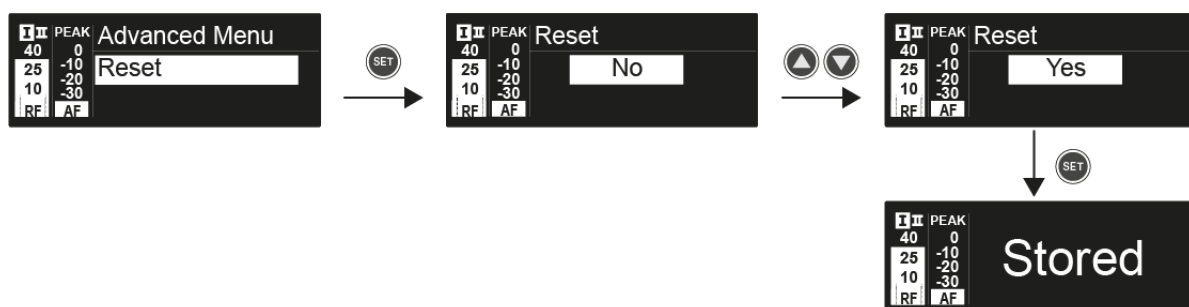 I II PEAK Advanced Menu
40 0
25 -10 Reset
10 -20
-30
RF AF
SET
I II PEAK Reset
40 0
25 -10 No
10 -20
-30
RF AF
I II PEAK Reset
40 0
25 -10 Yes
10 -20
-30
RF AF
SET
I II PEAK
40 0
25 -10 Stored
10 -20
-30
RF AF